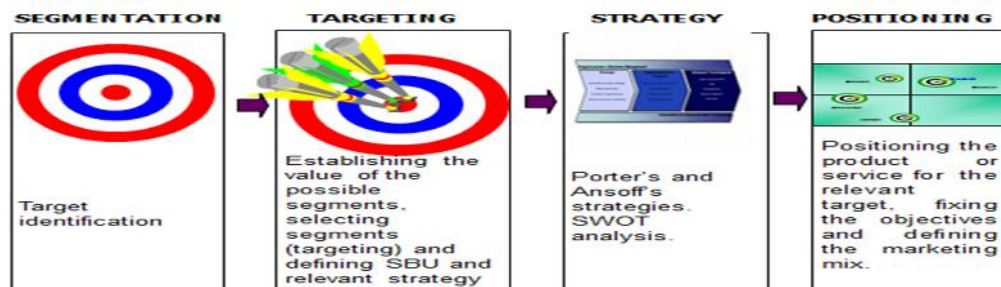 SEGMENTATION
TARGETING
STRATEGY
POSITIONING
Target
identification
Establishing the
value of the
possible
segments,
selecting
segments
(targeting) and
defining SBU and
relevant strategy
Porter's and
Ansoff's
strategies.
SWOT
analysis.
Positioning the
product or
service for the
relevant
target, fixing
the objectives
and defining
the marketing
mix.